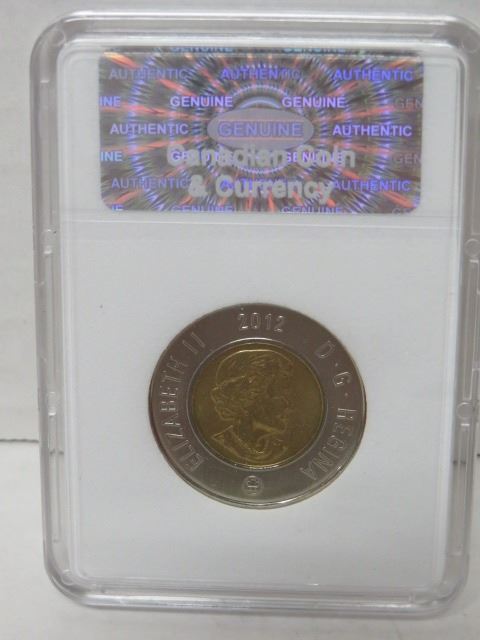 AUTHENTIC AUTHENTIC AUTHENTIC
GENUINE GENUINE
AUTHENTIC GENUINE AUTHENTIC
Canadian Coin
GENUINE
& Currency
AUTHENTIC AUTHENTIC
GENUINE
ELIZABETH II 2012 D·G·REGINA